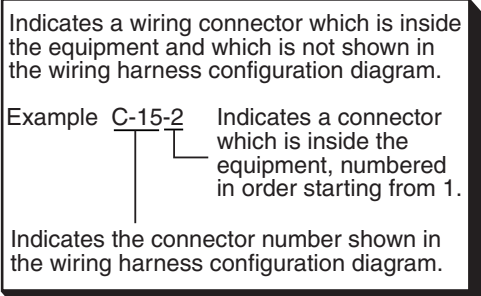 Indicates a wiring connector which is inside
the equipment and which is not shown in
the wiring harness configuration diagram.
Example C-15-2 Indicates a connector
which is inside the
equipment, numbered
in order starting from 1.
Indicates the connector number shown in
the wiring harness configuration diagram.